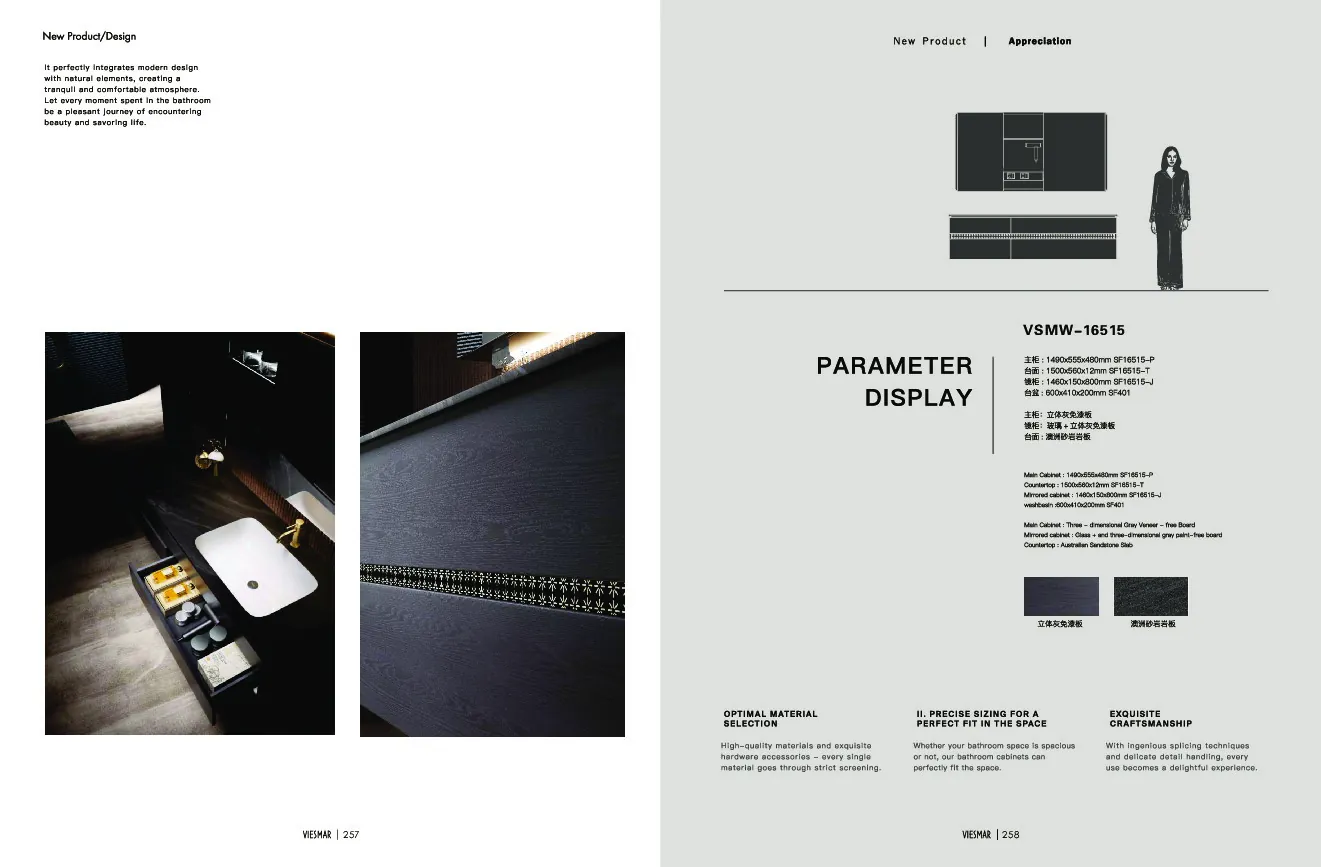 New Product/Design
It perfectly integrates modern design
with natural elements, creating a
tranquil and comfortable atmosphere.
Let every moment spent in the bathroom
be a pleasant journey of encountering
beauty and savoring life.
VIESMAR | 257
New Product | Appreciation
VSMW-16515
PARAMETER
DISPLAY
主柜 : 1490x555x480mm SF16515-P
台面 : 1500x560x12mm SF16515-T
镜柜 : 1460x150x800mm SF16515-J
台盆 : 600x410x200mm SF401
主柜: 立体灰免漆板
镜柜: 玻璃 + 立体灰免漆板
台面 : 澳洲砂岩岩板
Main Cabinet : 1490x555x480mm SF16515-P
Countertop : 1500x560x12mm SF16515-T
Mirrored cabinet : 1460x150x800mm SF16515-J
washbasin :600x410x200mm SF401
Main Cabinet : Three - dimensional Gray Veneer - free Board
Mirrored cabinet : Glass + and three-dimensional gray paint-free board
Countertop : Australian Sandstone Slab
立体灰免漆板
澳洲砂岩岩板
OPTIMAL MATERIAL
SELECTION
High-quality materials and exquisite
hardware accessories - every single
material goes through strict screening.
II. PRECISE SIZING FOR A
PERFECT FIT IN THE SPACE
Whether your bathroom space is spacious
or not, our bathroom cabinets can
perfectly fit the space.
EXQUISITE
CRAFTSMANSHIP
With ingenious splicing techniques
and delicate detail handling, every
use becomes a delightful experience.
VIESMAR | 258